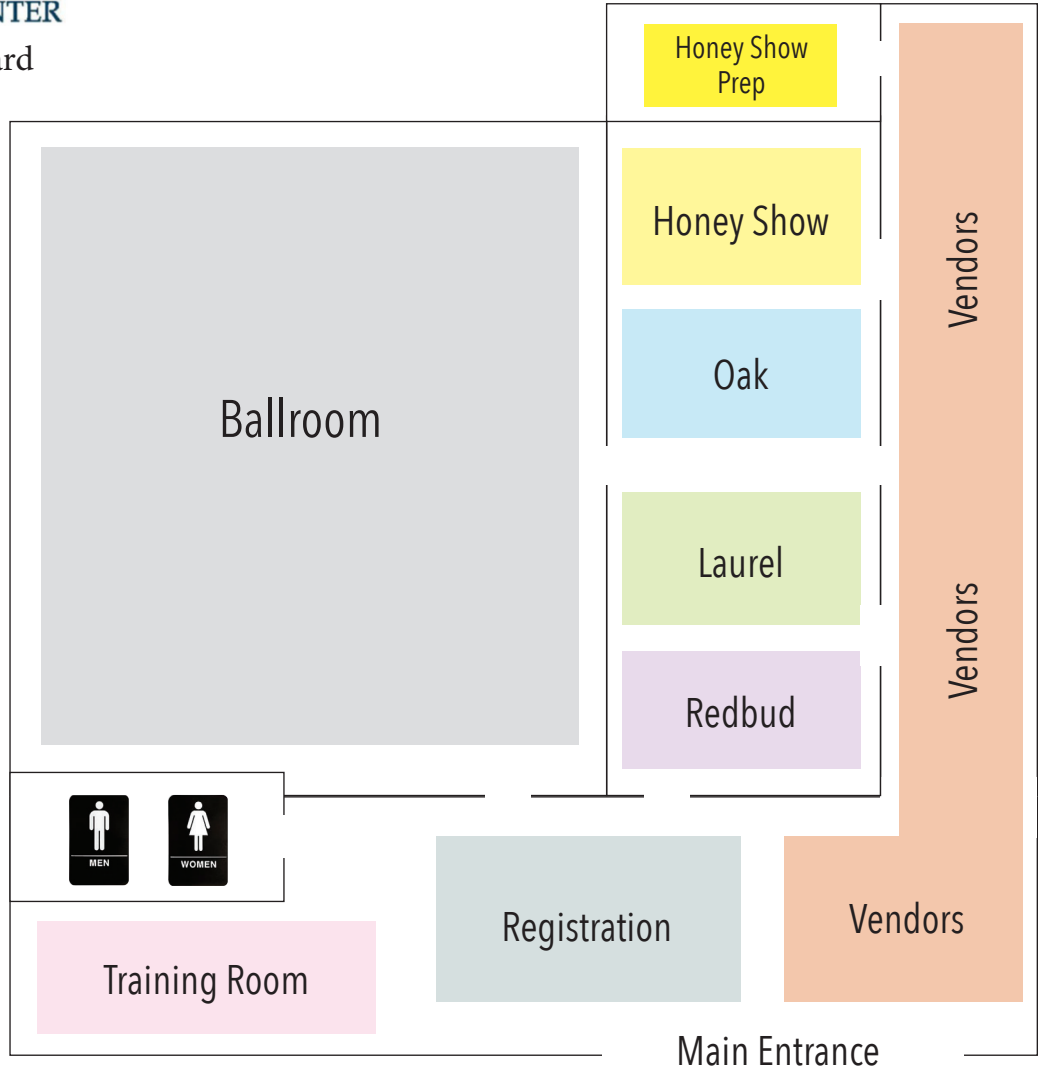 Honey Show
Prep
Honey Show
Vendors
Oak
Ballroom
Laurel
Vendors
Redbud
MEN
WOMEN
Registration
Vendors
Training Room
Main Entrance